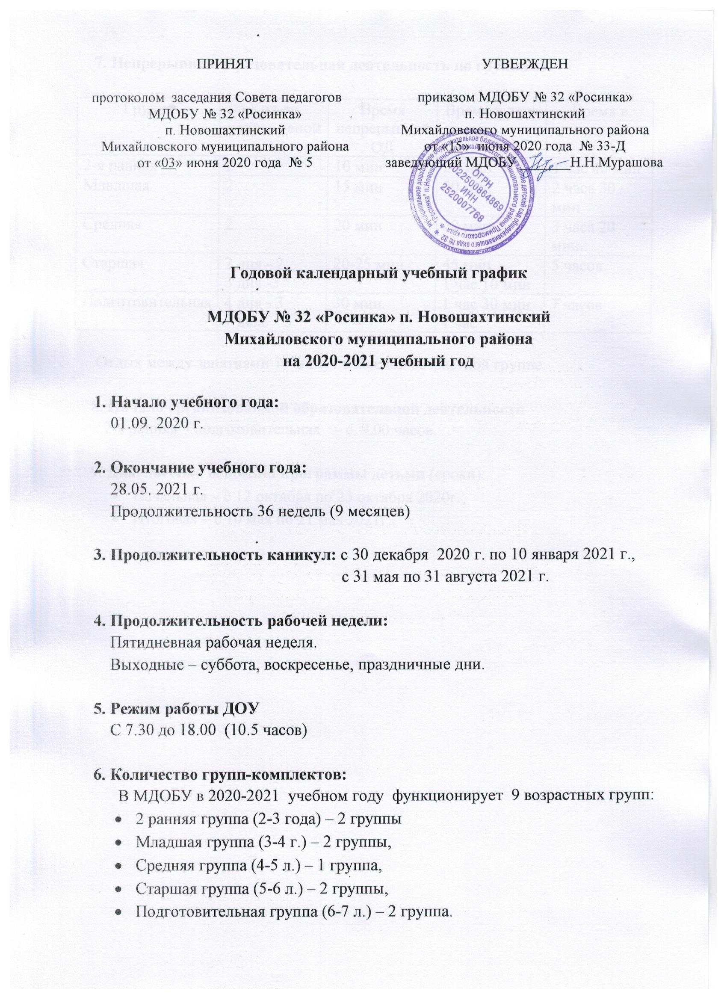 ПРИНЯТ
протоколом заседания Совета педагогов
МДОБУ № 32 «Росинка»
п. Новошахтинский
Михайловского муниципального района
от «03» июня 2020 года № 5
УТВЕРЖДЕН
приказом МДОБУ № 32 «Росинка»
п. Новошахтинский
Михайловского муниципального района
от «15» июня 2020 года № 33-Д
заведующий МДОБУ ________Н.Н.Мурашова
ОГРН
1022500864869
ИНН
2520007768
Годовой календарный учебный график
МДОБУ № 32 «Росинка» п. Новошахтинский
Михайловского муниципального района
на 2020-2021 учебный год
1. Начало учебного года:
01.09. 2020 г.
2. Окончание учебного года:
28.05. 2021 г.
Продолжительность 36 недель (9 месяцев)
3. Продолжительность каникул: с 30 декабря 2020 г. по 10 января 2021 г.,
с 31 мая по 31 августа 2021 г.
4. Продолжительность рабочей недели:
Пятидневная рабочая неделя.
Выходные – суббота, воскресенье, праздничные дни.
5. Режим работы ДОУ
С 7.30 до 18.00 (10.5 часов)
6. Количество групп-комплектов:
В МДОБУ в 2020-2021 учебном году функционирует 9 возрастных групп:
• 2 ранняя группа (2-3 года) – 2 группы
• Младшая группа (3-4 г.) – 2 группы,
• Средняя группа (4-5 л.) – 1 группа,
• Старшая группа (5-6 л.) – 2 группы,
• Подготовительная группа (6-7 л.) – 2 группа.